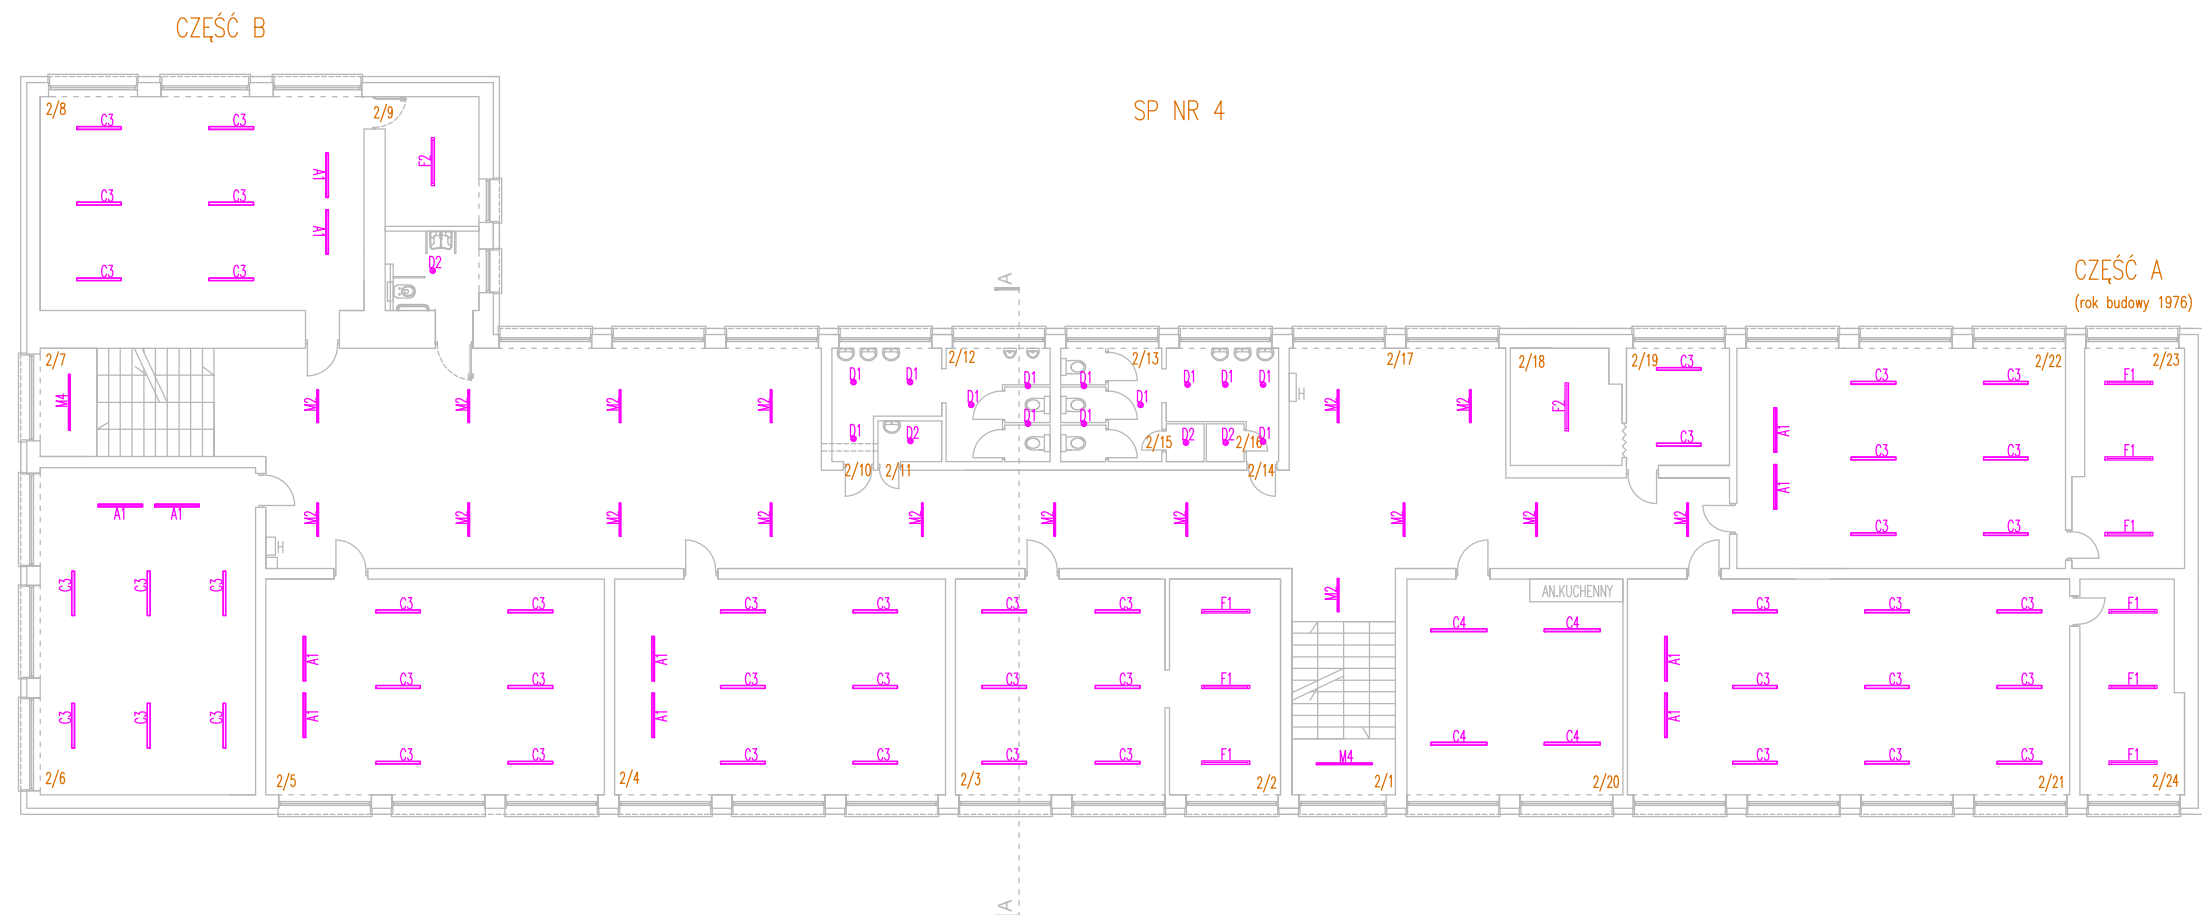 CZĘŚĆ B
SP NR 4
2/8
C3
C3
2/9
F2
A1
C3
C3
A1
C3
C3
D2
A
CZĘŚĆ A
(rok budowy 1976)
2/7
M4
M2
M2
M2
M2
D1
D1
D1
2/12
D1
D1
D1
D2
2/10
2/11
D1
D1
D1
2/13
D1
D1
D1
2/15
D2
D2
2/16
D1
2/14
H
M2
M2
2/17
2/18
F2
2/19
C3
C3
C3
C3
2/22
A1
C3
C3
A1
C3
C3
2/23
F1
F1
F1
A1
A1
H
M2
M2
M2
M2
M2
M2
M2
M2
M2
M2
C3
C3
C3
C3
C3
C3
2/6
C3
C3
A1
C3
C3
A1
C3
C3
2/5
C3
C3
A1
C3
C3
A1
C3
C3
2/4
C3
C3
C3
C3
C3
C3
2/3
F1
F1
F1
2/2
M2
M4
2/1
AN.KUCHENNY
C4
C4
C4
C4
2/20
C3
C3
C3
A1
C3
C3
C3
A1
C3
C3
C3
2/21
F1
F1
F1
2/24
A